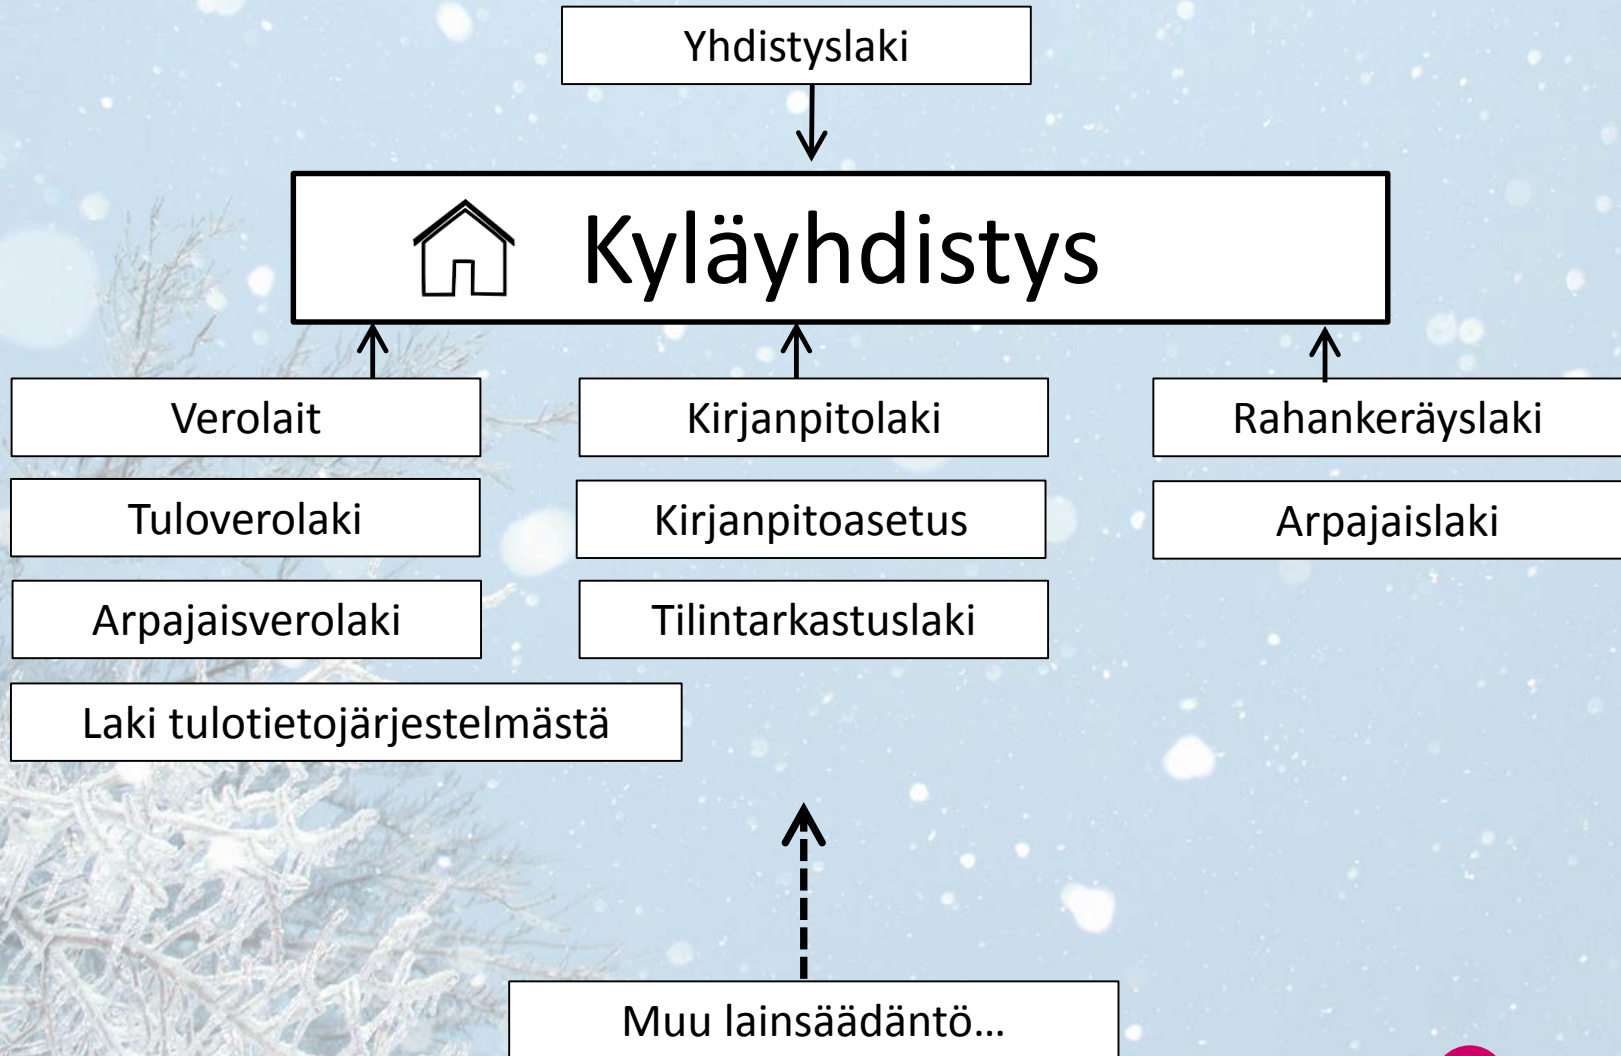 Yhdistyslaki
Kyläyhdistys
Verolait
Kirjanpitolaki
Rahankeräyslaki
Tuloverolaki
Kirjanpitoasetus
Arpajaislaki
Arpajaisverolaki
Tilintarkastuslaki
Laki tulotietojärjestelmästä
Muu lainsäädäntö...